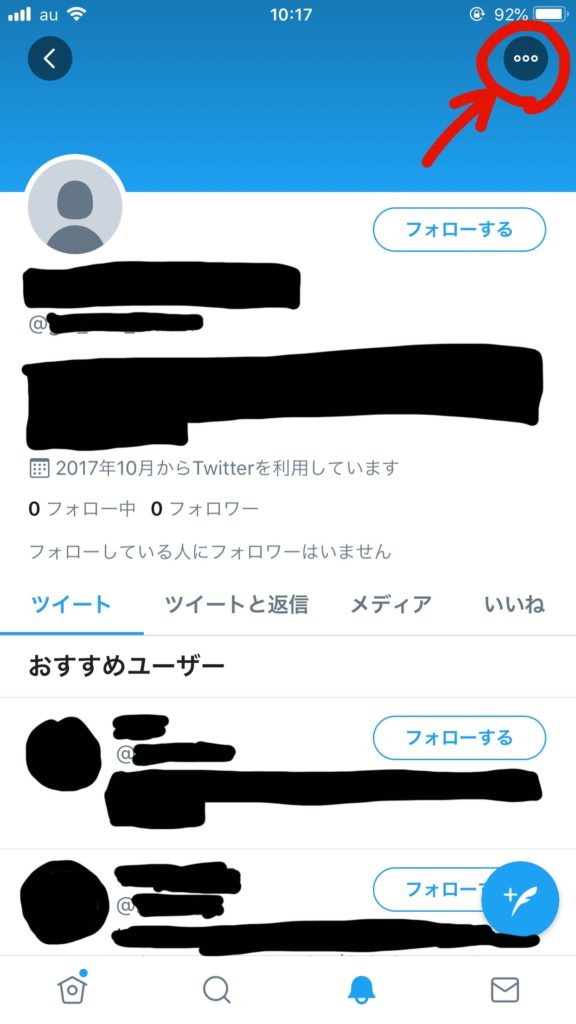 au 10:17 92%
フォローする
@
2017年10月からTwitterを利用しています
0 フォロー中 0 フォロワー
フォローしている人にフォロワーはいません
ツイート ツイートと返信 メディア いいね
おすすめユーザー
フォローする
@
フォロー
@